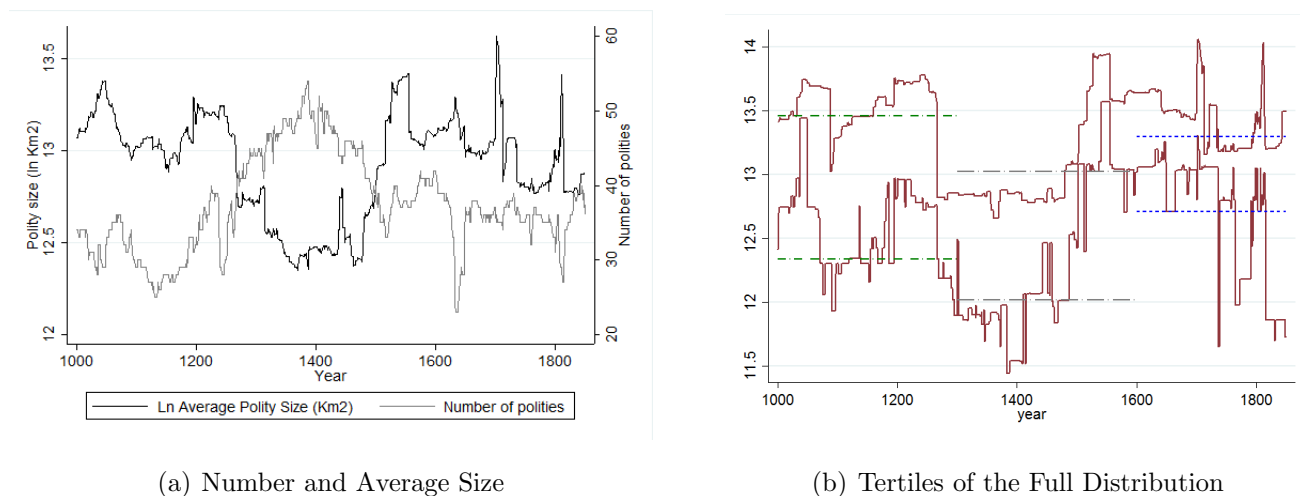 13.5
13
12.5
12
Polity size (ln Km2)
60
50
40
30
20
Number of polities
1000 1200 1400 1600 1800
Year
Ln Average Polity Size (Km2) Number of polities
(a) Number and Average Size
14
13.5
13
12.5
12
11.5
1000 1200 1400 1600 1800
year
(b) Tertiles of the Full Distribution